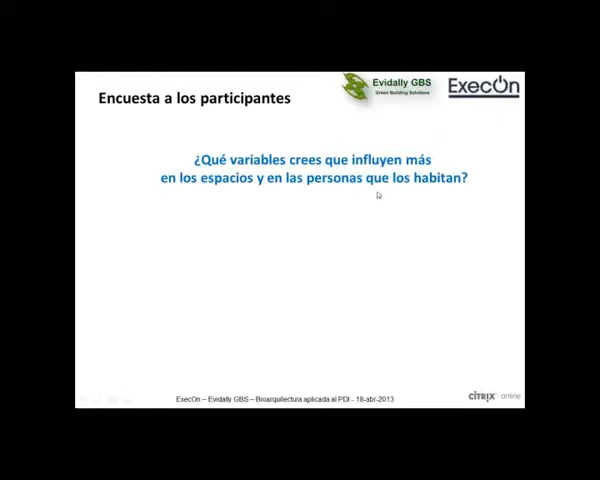 Encuesta a los participantes
Evidally GBS
Green Building Solutions
ExecOn
¿Qué variables crees que influyen más
en los espacios y en las personas que los habitan?
ExecOn – Evidally GBS – Bioarquitectura aplicada al PDI - 18-abr-2013
CITRIX online